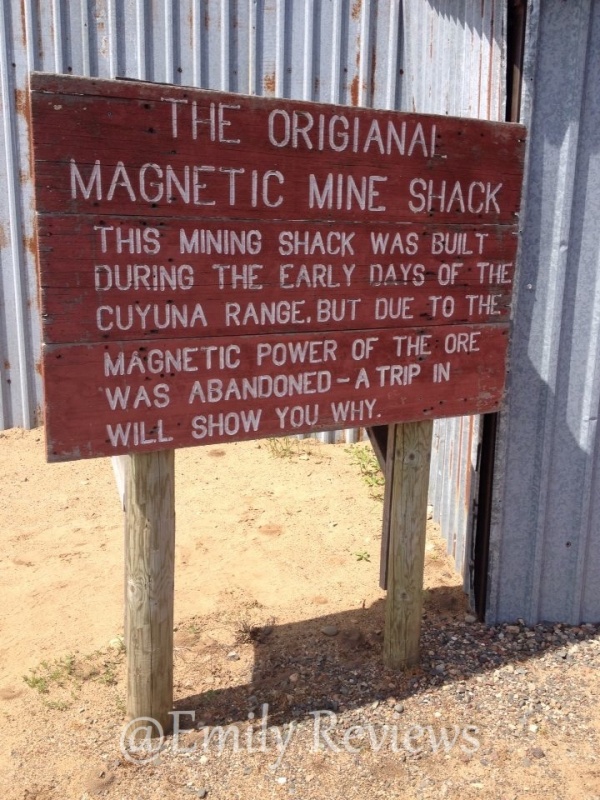 THE ORIGIANAL
MAGNETIC MINE SHACK
THIS MINING SHACK WAS BUILT
DURING THE EARLY DAYS OF THE
CUYUNA RANGE, BUT DUE TO THE
MAGNETIC POWER OF THE ORE
WAS ABANDONED - A TRIP IN
WILL SHOW YOU WHY.
@Emily Reviews